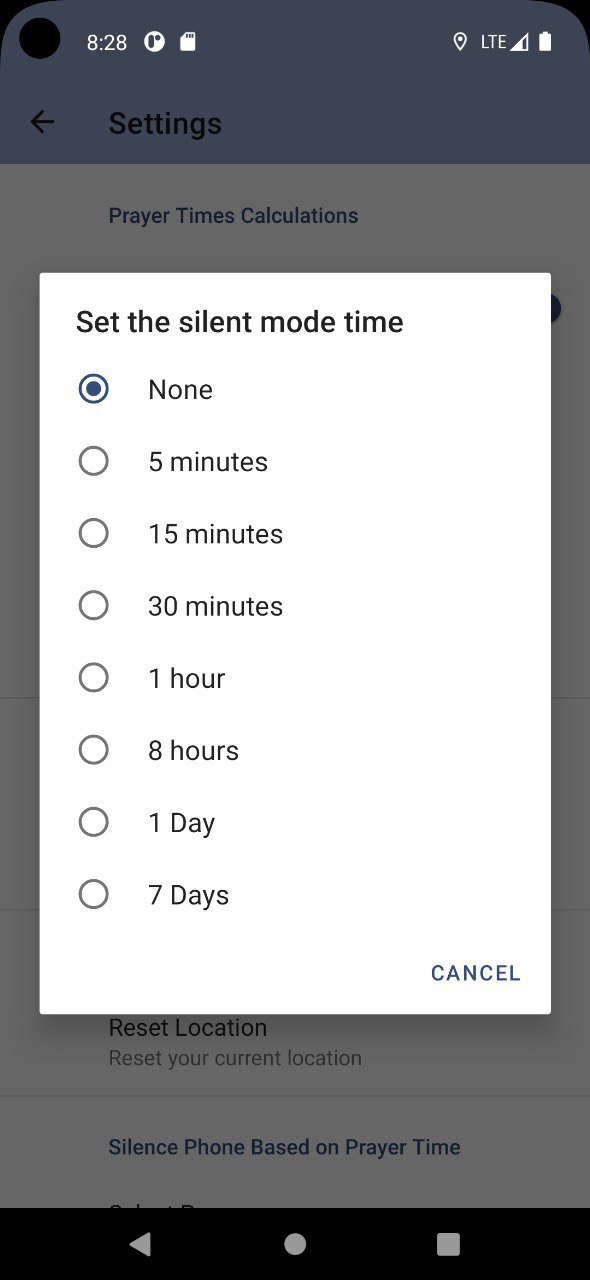 8:28
LTE
Settings
Prayer Times Calculations
Set the silent mode time
None
5 minutes
15 minutes
30 minutes
1 hour
8 hours
1 Day
7 Days
CANCEL
Reset Location
Reset your current location
Silence Phone Based on Prayer Time